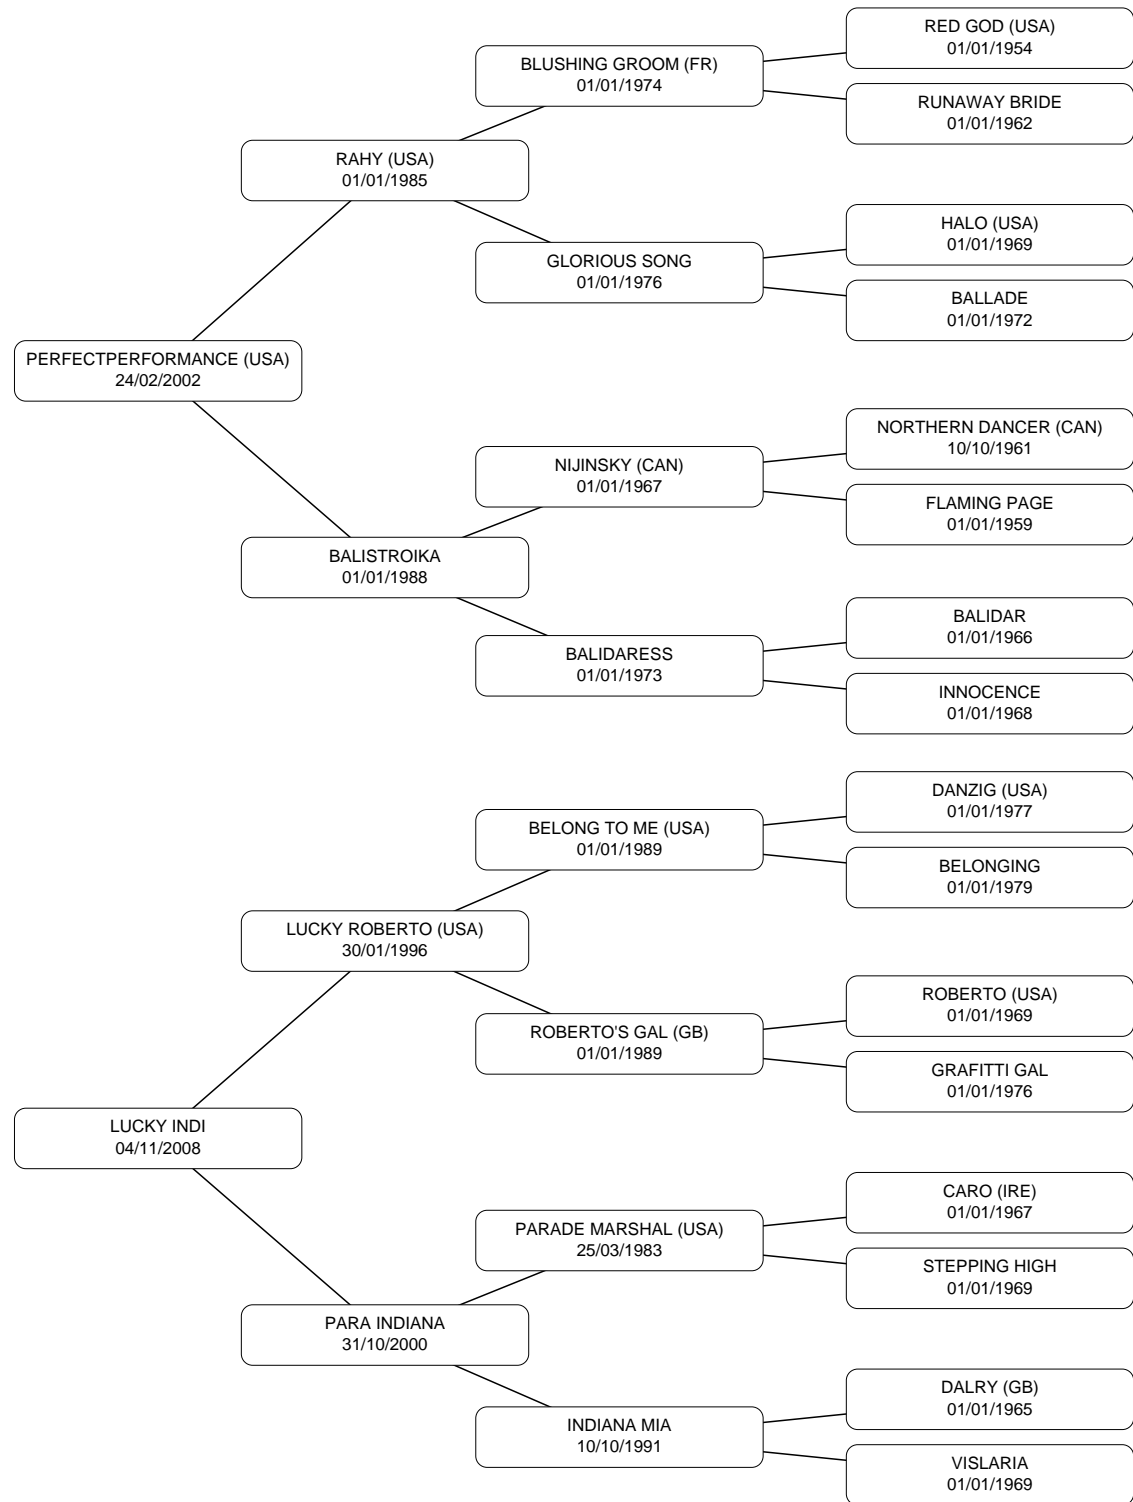 RED GOD (USA)
01/01/1954
BLUSHING GROOM (FR)
01/01/1974
RUNAWAY BRIDE
01/01/1962
RAHY (USA)
01/01/1985
HALO (USA)
01/01/1969
GLORIOUS SONG
01/01/1976
BALLADE
01/01/1972
PERFECTPERFORMANCE (USA)
24/02/2002
NORTHERN DANCER (CAN)
10/10/1961
NIJINSKY (CAN)
01/01/1967
FLAMING PAGE
01/01/1959
BALISTROIKA
01/01/1988
BALIDAR
01/01/1966
BALIDARESS
01/01/1973
INNOCENCE
01/01/1968
DANZIG (USA)
01/01/1977
BELONG TO ME (USA)
01/01/1989
BELONGING
01/01/1979
LUCKY ROBERTO (USA)
30/01/1996
ROBERTO (USA)
01/01/1969
ROBERTO'S GAL (GB)
01/01/1989
GRAFITTI GAL
01/01/1976
LUCKY INDI
04/11/2008
CARO (IRE)
01/01/1967
PARADE MARSHAL (USA)
25/03/1983
STEPPING HIGH
01/01/1969
PARA INDIANA
31/10/2000
DALRY (GB)
01/01/1965
INDIANA MIA
10/10/1991
VISLARIA
01/01/1969